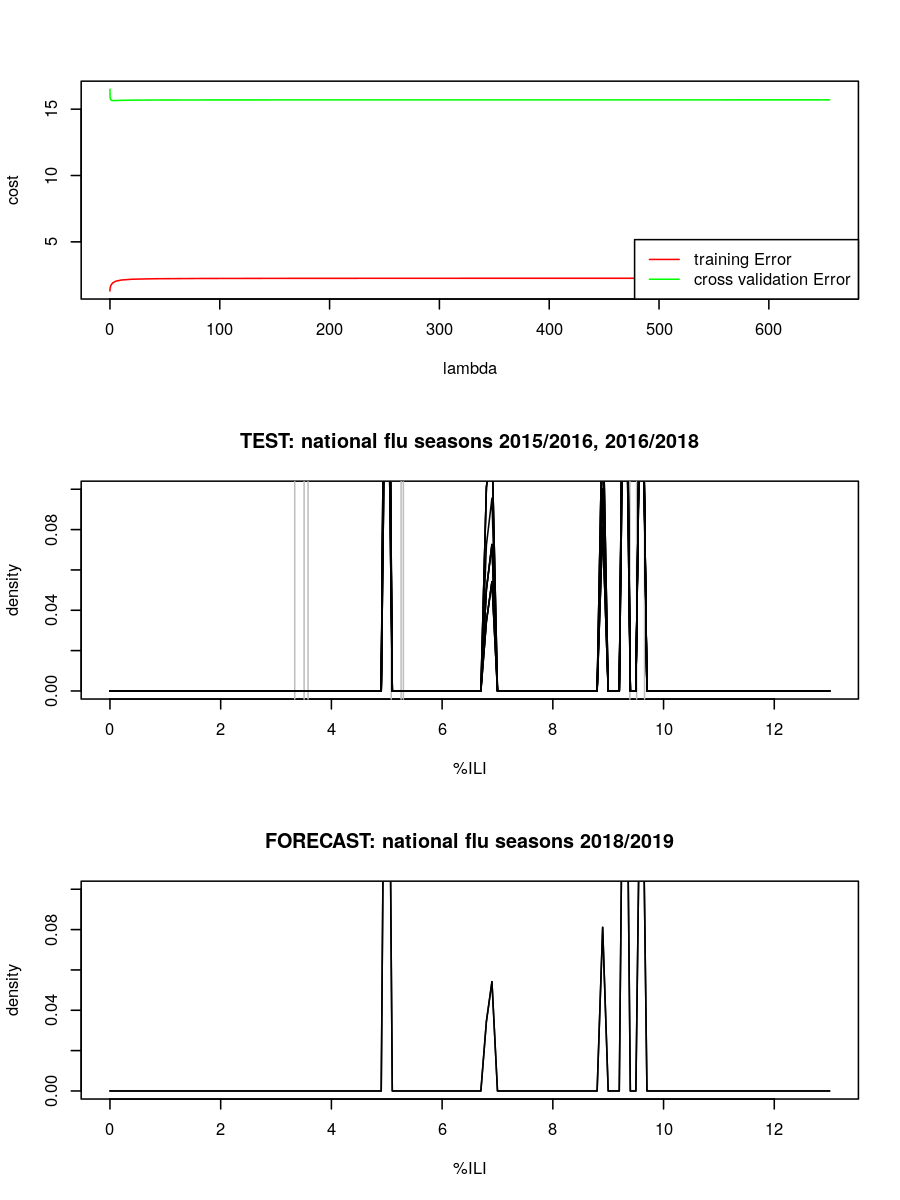 cost
15
10
5
training Error
cross validation Error
0 100 200 300 400 500 600
lambda
TEST: national flu seasons 2015/2016, 2016/2018
density
0.08
0.04
0.00
0 2 4 6 8 10 12
%ILI
FORECAST: national flu seasons 2018/2019
density
0.08
0.04
0.00
0 2 4 6 8 10 12
%ILI